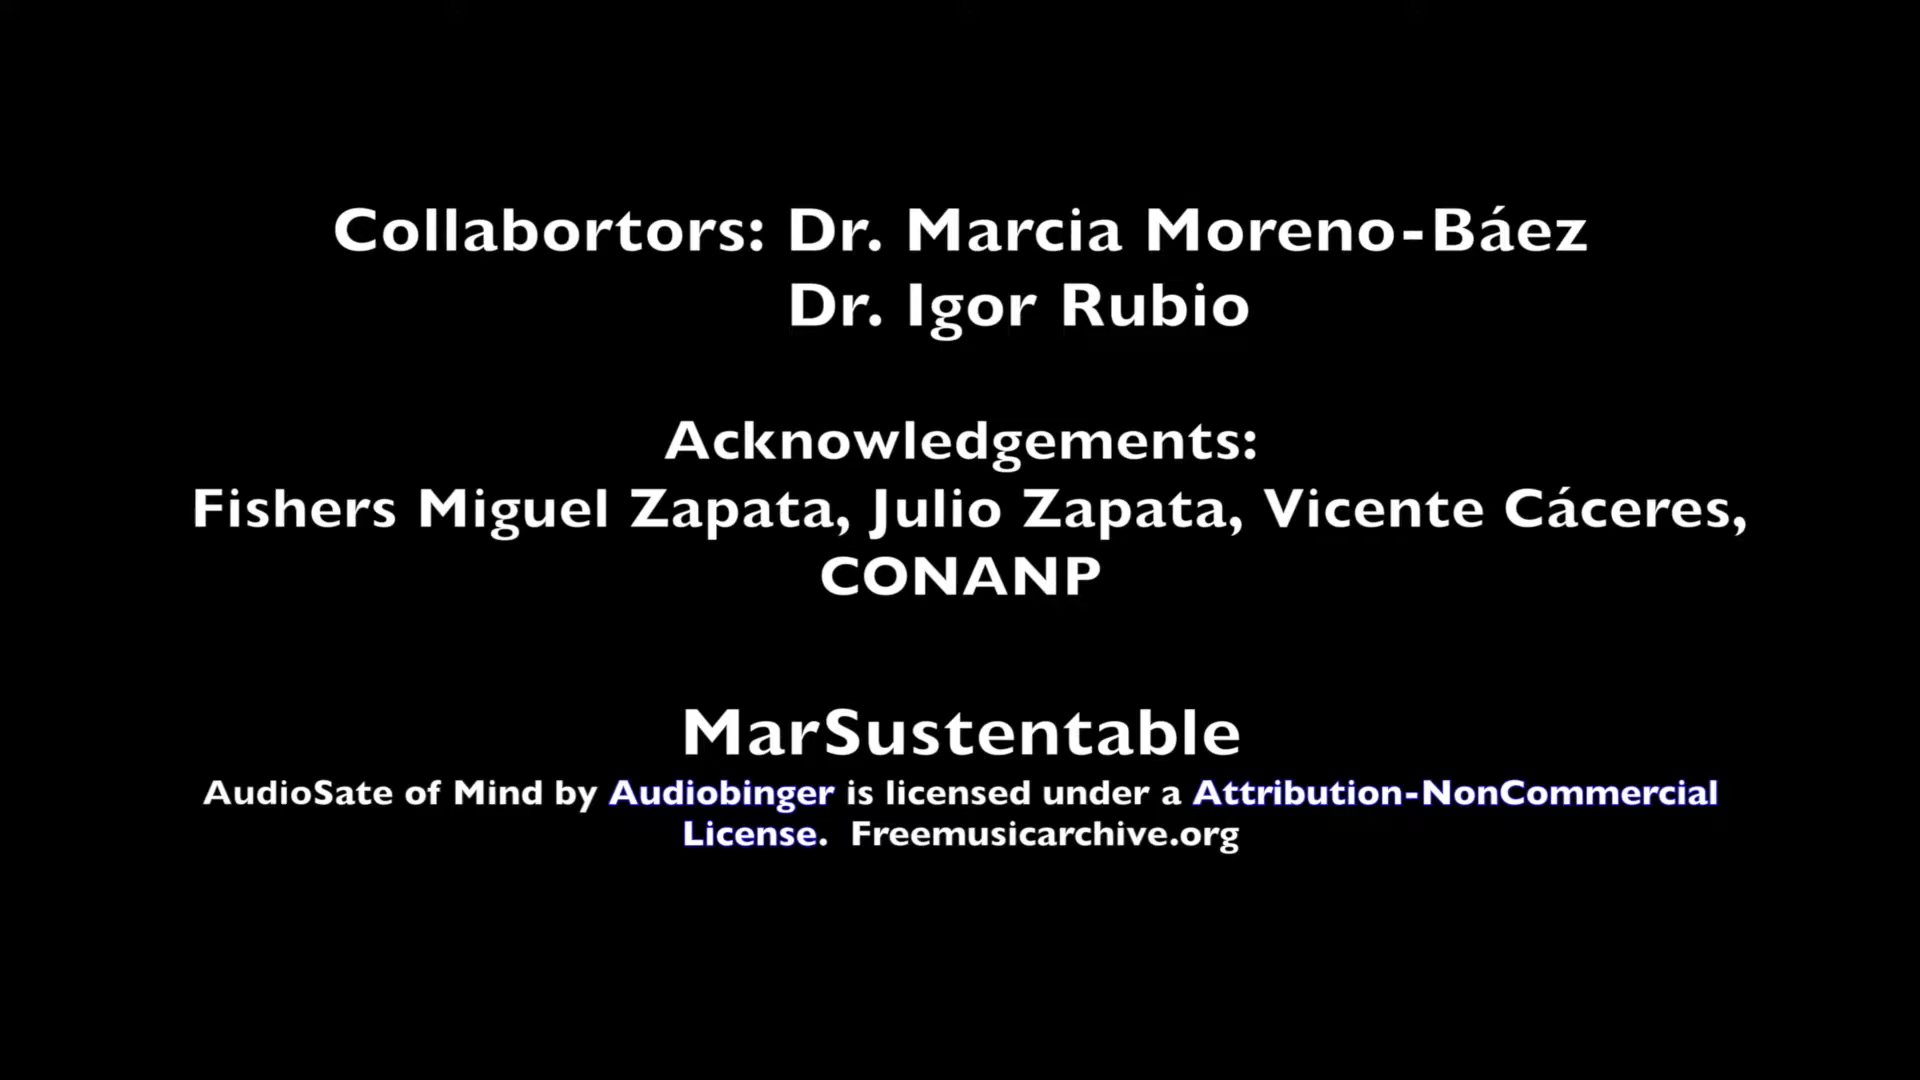 Collabortors: Dr. Marcia Moreno-Báez
Dr. Igor Rubio
Acknowledgements:
Fishers Miguel Zapata, Julio Zapata, Vicente Cáceres,
CONANP
MarSustentable
AudioSate of Mind by Audiobinger is licensed under a Attribution-NonCommercial
License.  Freemusicarchive.org